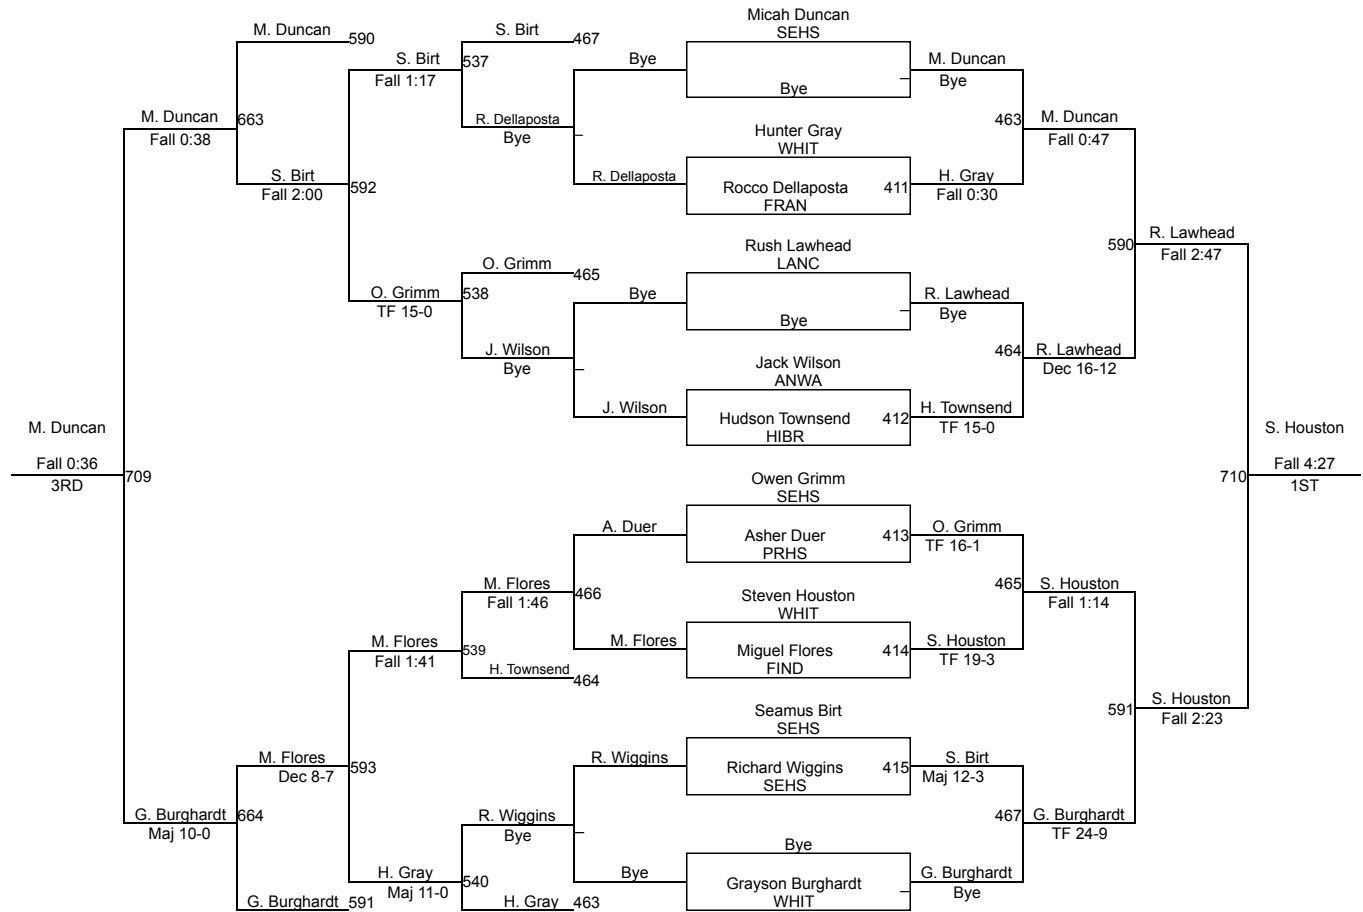 Micah Duncan
SEHS
M. Duncan
590
S. Birt
467
S. Birt
537
Fall 1:17
Bye
Bye
M. Duncan
Bye
M. Duncan
663
Fall 0:38
R. Dellaposta
Bye
463
M. Duncan
Fall 0:47
Hunter Gray
WHIT
S. Birt
592
Fall 2:00
R. Dellaposta
Rocco Dellaposta
411
FRAN
H. Gray
Fall 0:30
Rush Lawhead
LANC
590
R. Lawhead
Fall 2:47
O. Grimm
465
O. Grimm
538
TF 15-0
Bye
Bye
R. Lawhead
Bye
J. Wilson
Bye
464
R. Lawhead
Dec 16-12
Jack Wilson
ANWA
J. Wilson
Hudson Townsend
412
HIBR
H. Townsend
TF 15-0
M. Duncan
Fall 0:36
3RD
709
S. Houston
710
Fall 4:27
1ST
Owen Grimm
SEHS
A. Duer
Asher Duer
413
PRHS
O. Grimm
TF 16-1
M. Flores
Fall 1:46
466
465
S. Houston
Fall 1:14
Steven Houston
WHIT
M. Flores
Fall 1:41
539
H. Townsend
464
M. Flores
Miguel Flores
414
FIND
S. Houston
TF 19-3
591
S. Houston
Fall 2:23
Seamus Birt
SEHS
M. Flores
Dec 8-7
593
R. Wiggins
Richard Wiggins
415
SEHS
S. Birt
Maj 12-3
G. Burghardt
664
Maj 10-0
R. Wiggins
Bye
467
G. Burghardt
TF 24-9
Bye
H. Gray
540
Maj 11-0
Bye
Grayson Burghardt
WHIT
G. Burghardt
Bye
G. Burghardt
591
H. Gray
463